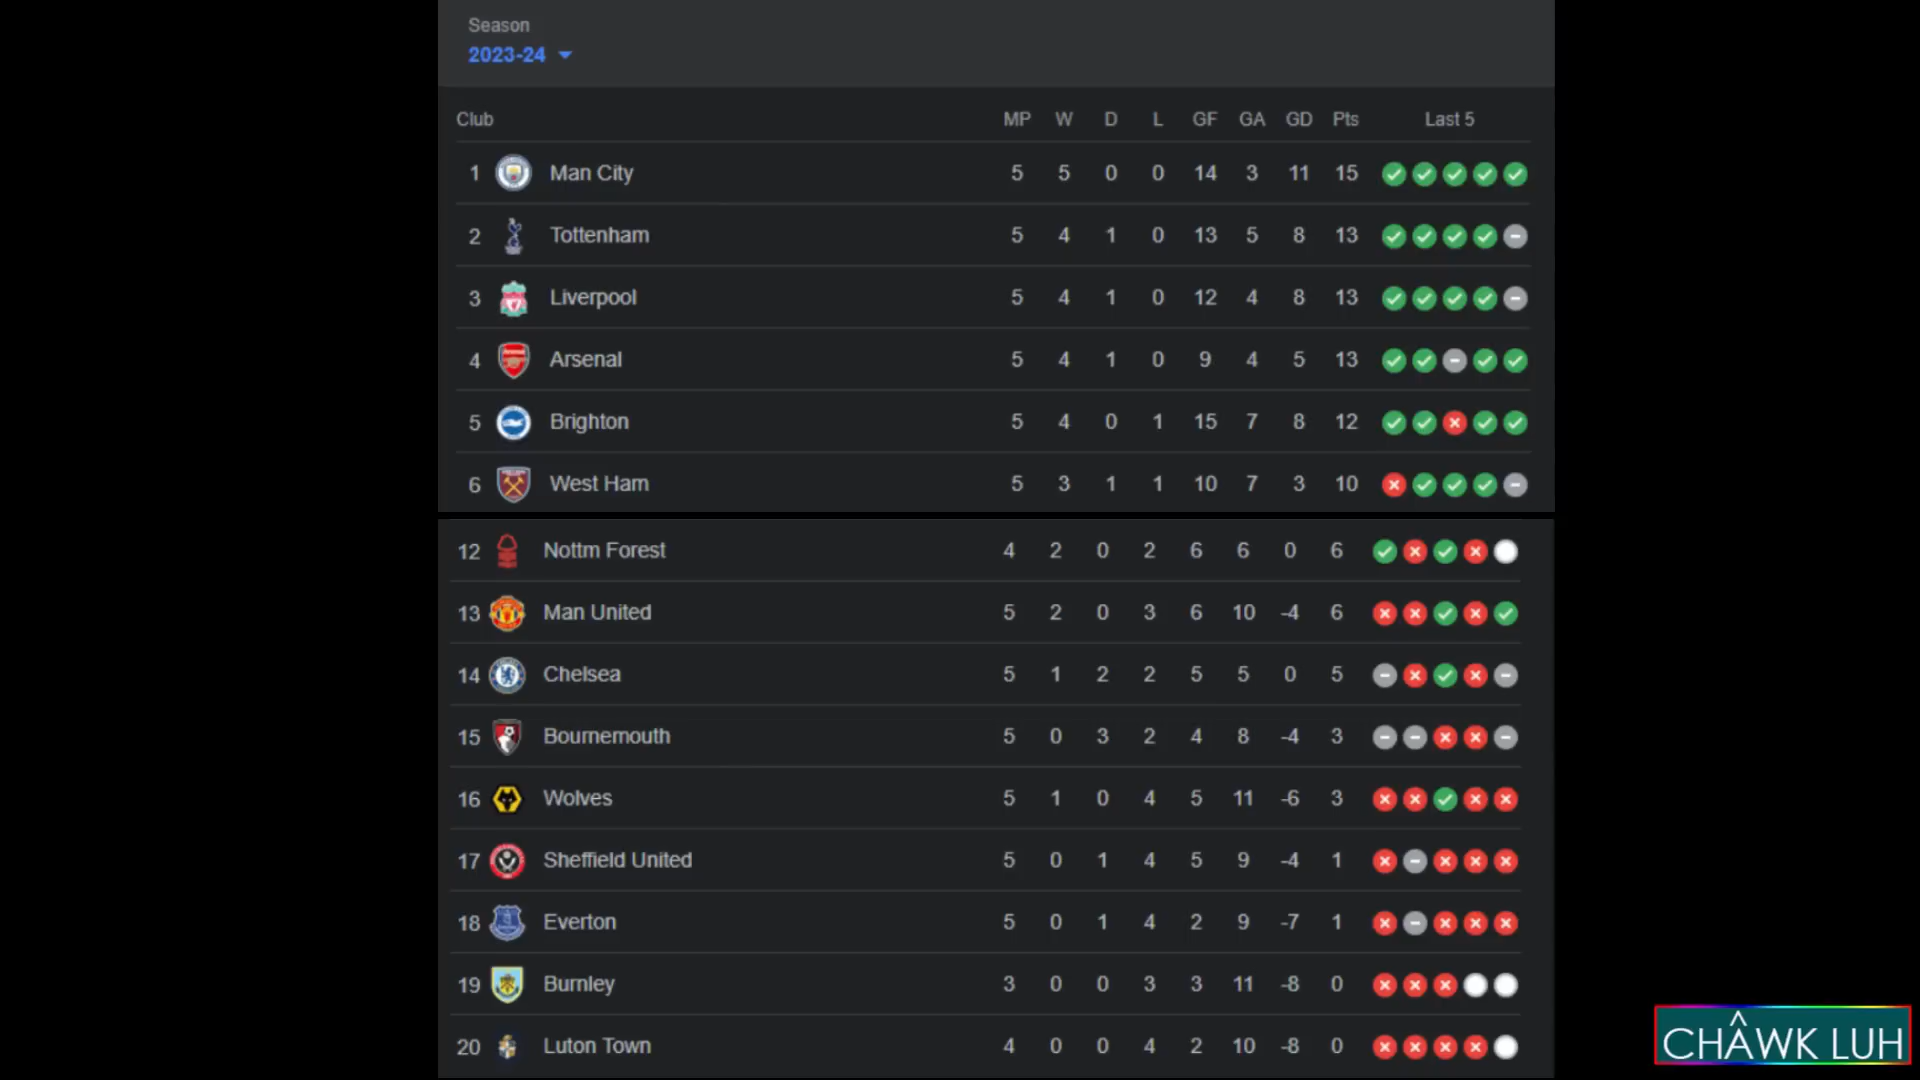 Season
2023-24
Club MP W D L GF GA GD Pts Last 5
1 Man City 5 5 0 0 14 3 11 15
2 Tottenham 5 4 1 0 13 5 8 13
3 Liverpool 5 4 1 0 12 4 8 13
4 Arsenal 5 4 1 0 9 4 5 13
5 Brighton 5 4 0 1 15 7 8 12
6 West Ham 5 3 1 1 10 7 3 10
12 Nottm Forest 4 2 0 2 6 6 0 6
13 Man United 5 2 0 3 6 10 -4 6
14 Chelsea 5 1 2 2 5 5 0 5
15 Bournemouth 5 0 3 2 4 8 -4 3
16 Wolves 5 1 0 4 5 11 -6 3
17 Sheffield United 5 0 1 4 5 9 -4 1
18 Everton 5 0 1 4 2 9 -7 1
19 Burnley 3 0 0 3 3 11 -8 0
20 Luton Town 4 0 0 4 2 10 -8 0
CHÂWK LUH